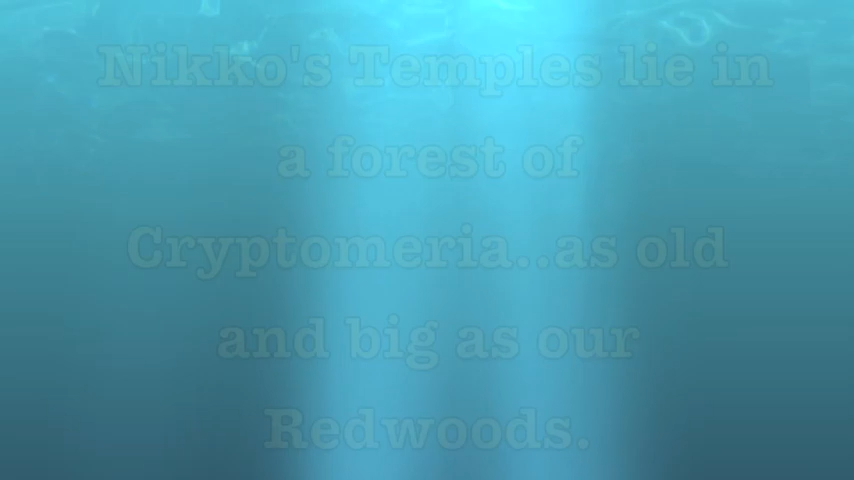 Nikko's Temples lie in
a forest of
Cryptomeria..as old
and big as our
Redwoods.